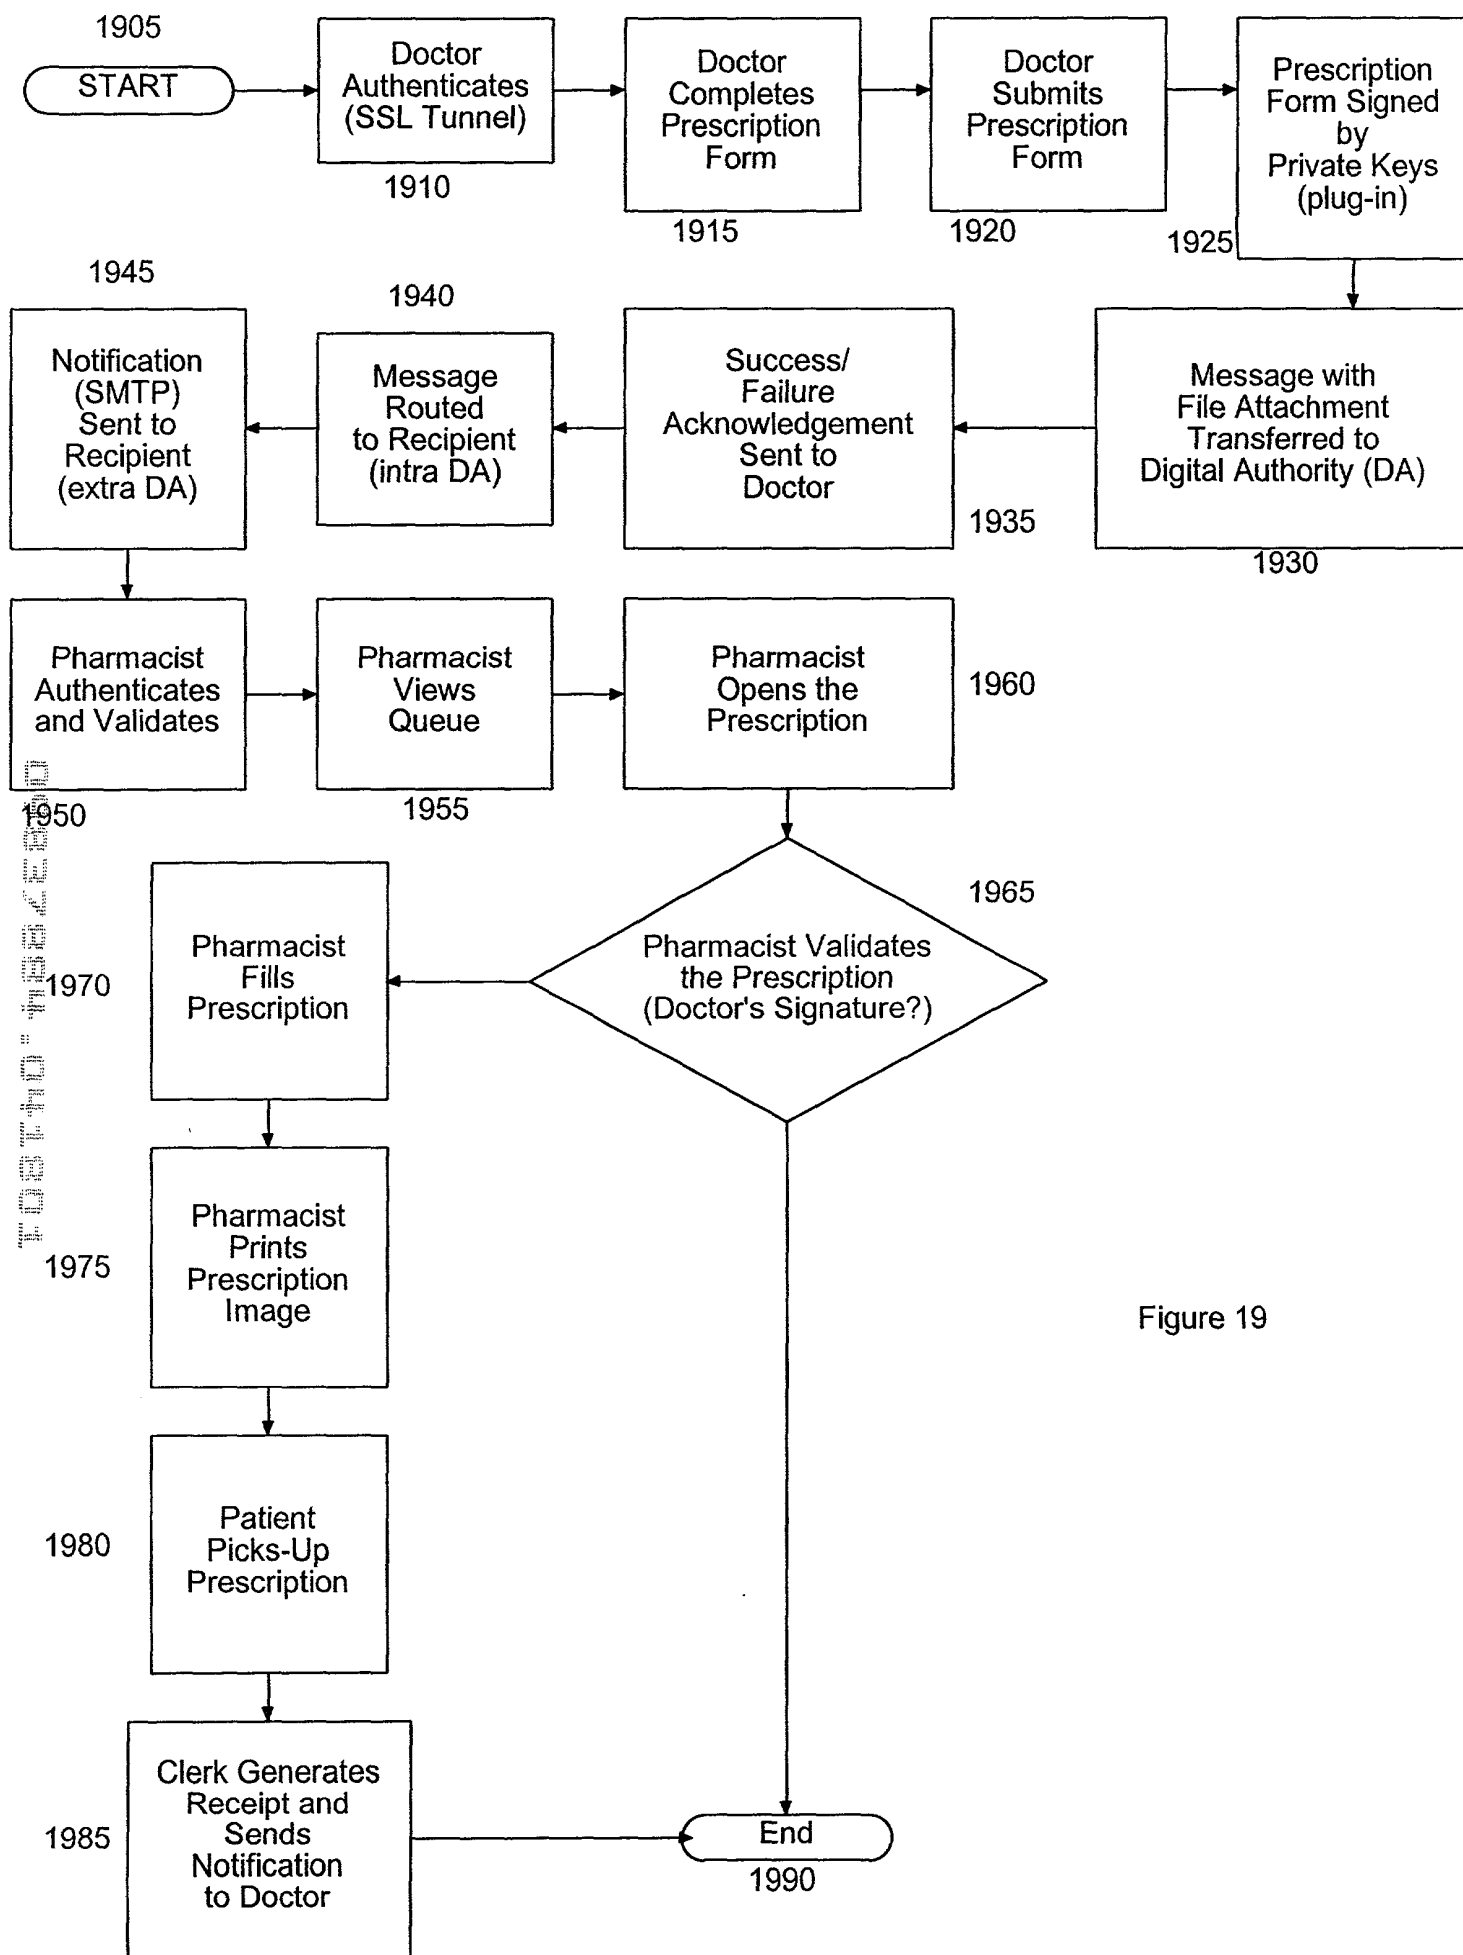 1905
START
Doctor
Authenticates
(SSL Tunnel)
1910
Doctor
Completes
Prescription
Form
1915
Doctor
Submits
Prescription
Form
1920
Prescription
Form Signed
by
Private Keys
(plug-in)
1925
1945
Notification
(SMTP)
Sent to
Recipient
(extra DA)
1940
Message
Routed
to Recipient
(intra DA)
Success/
Failure
Acknowledgement
Sent to
Doctor
1935
Message with
File Attachment
Transferred to
Digital Authority (DA)
1930
Pharmacist
Authenticates
and Validates
1950
Pharmacist
Views
Queue
1955
Pharmacist
Opens the
Prescription
1960
1965
Pharmacist Validates
the Prescription
(Doctor's Signature?)
Pharmacist
Fills
Prescription
1970
Pharmacist
Prints
Prescription
Image
1975
Figure 19
Patient
Picks-Up
Prescription
1980
Clerk Generates
Receipt and
Sends
Notification
to Doctor
1985
End
1990